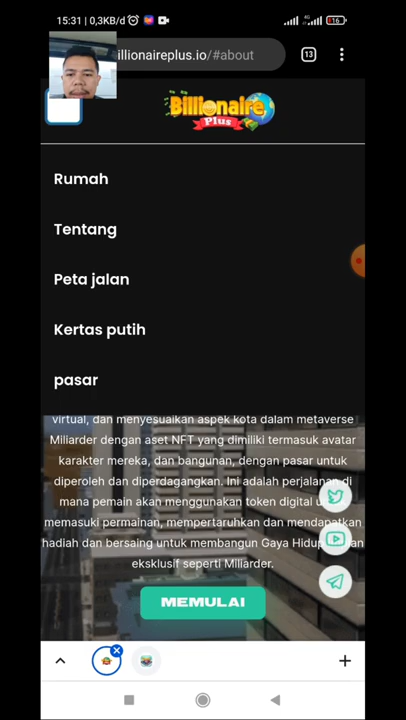 15:31 | 0,3KB/d
4G
16
illionaireplus.io/#about
13
Billionaire
Plus
Rumah
Tentang
Peta jalan
Kertas putih
pasar
virtual, dan menyesuaikan aspek kota dalam metaverse
Miliarder dengan aset NFT yang dimiliki termasuk avatar
karakter mereka, dan bangunan, dengan pasar untuk
diperoleh dan diperdagangkan. Ini adalah perjalanan di
mana pemain akan menggunakan token digital
memasuki permainan, mempertaruhkan dan mendapatkan
hadiah dan bersaing untuk membangun Gaya
eksklusif seperti Miliarder.
MEMULAI